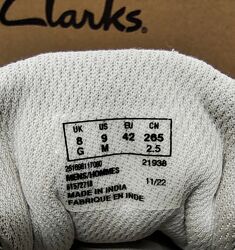 Clarks
UK US EU CN
8 9 42 265
G M 2.5
21938
MENS/HOMMES
11/22
MADE IN INDIA
FABRIQUE EN INDE